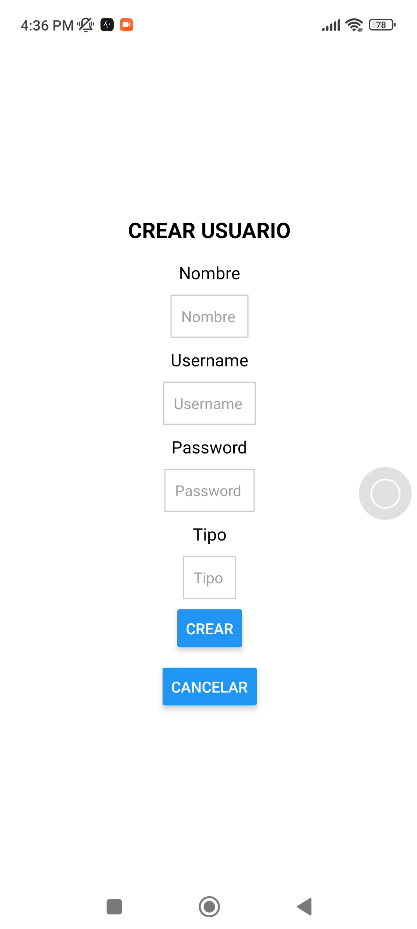 4:36 PM
78
CREAR USUARIO
Nombre
Nombre
Username
Username
Password
Password
Tipo
Tipo
CREAR
CANCELAR